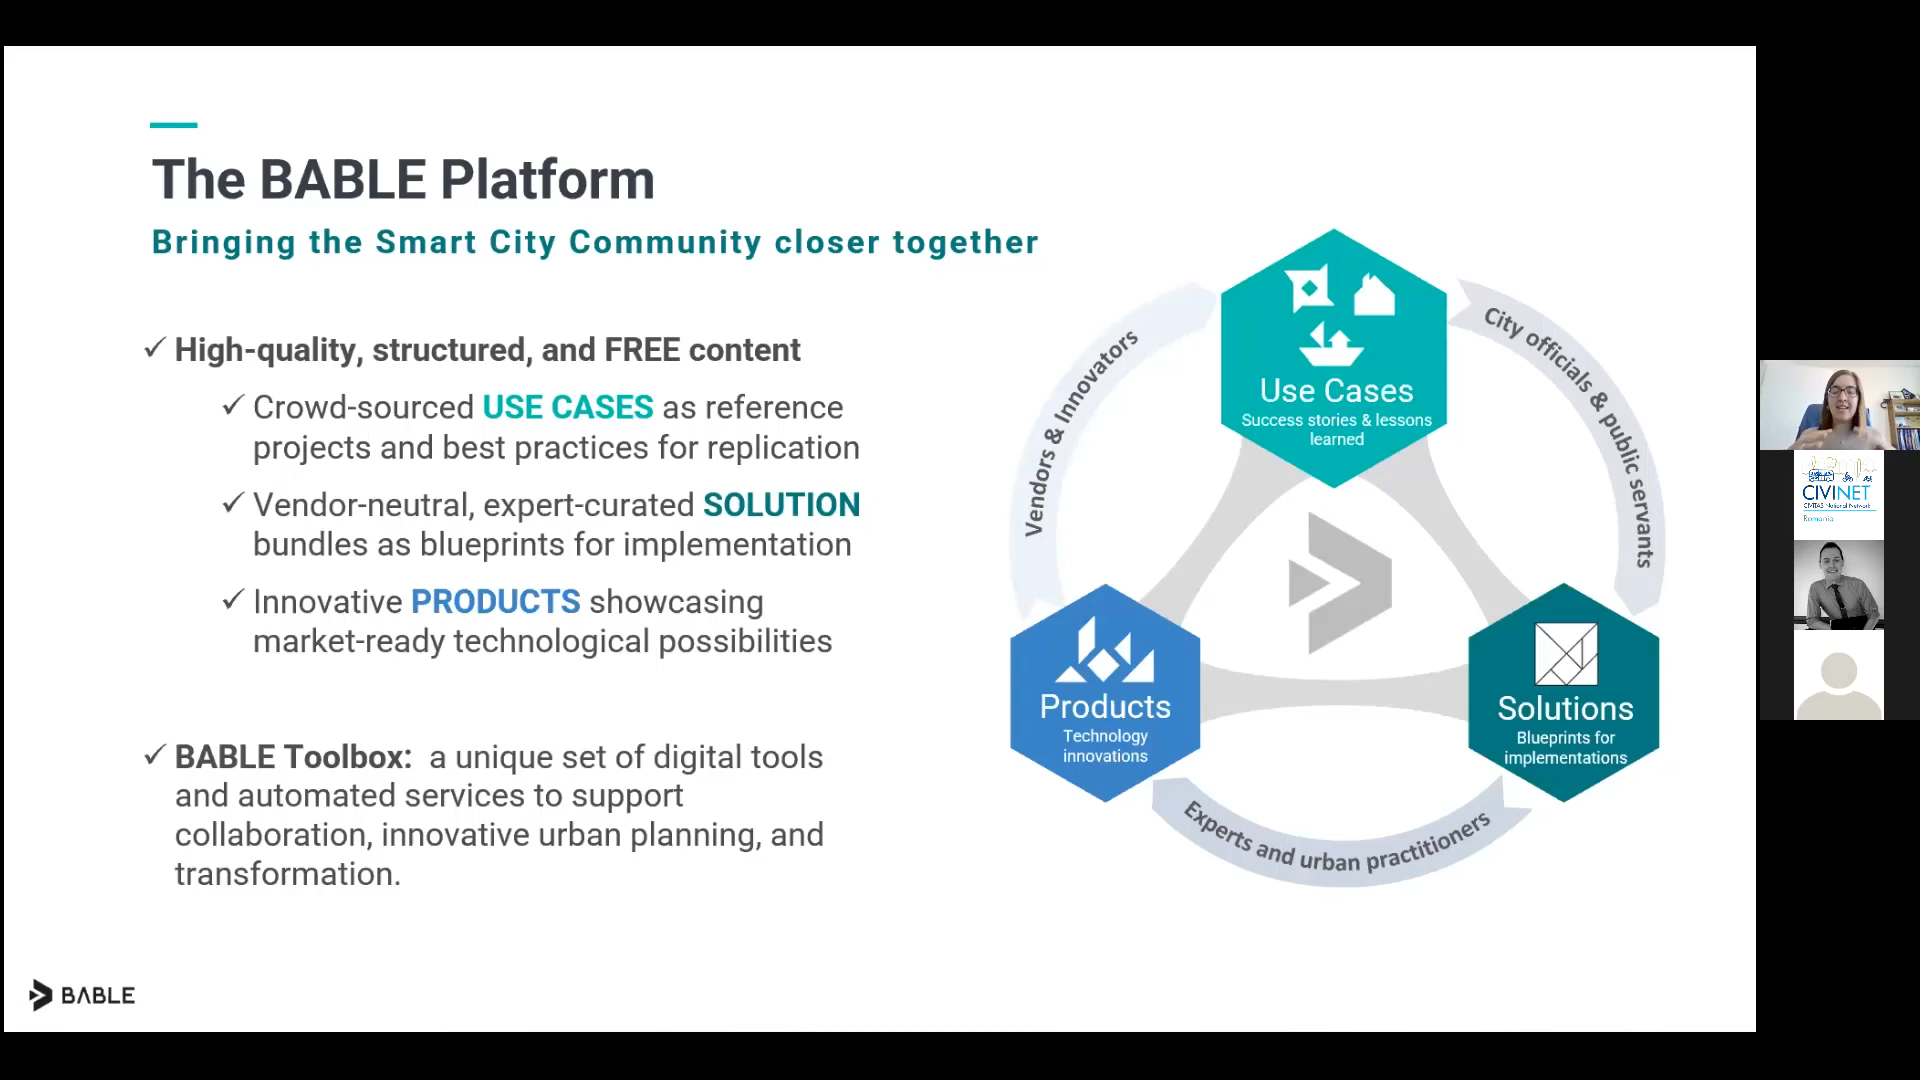 The BABLE Platform
Bringing the Smart City Community closer together
✓ High-quality, structured, and FREE content
✓ Crowd-sourced USE CASES as reference
projects and best practices for replication
✓ Vendor-neutral, expert-curated SOLUTION
bundles as blueprints for implementation
✓ Innovative PRODUCTS showcasing
market-ready technological possibilities
✓ BABLE Toolbox: a unique set of digital tools
and automated services to support
collaboration, innovative urban planning, and
transformation.
Vendors & Innovators
City officials & public servants
Use Cases
Success stories & lessons
learned
Products
Technology
innovations
Solutions
Blueprints for
implementations
Experts and urban practitioners
BABLE
CIVINET
CIVITAS National Network
Romania